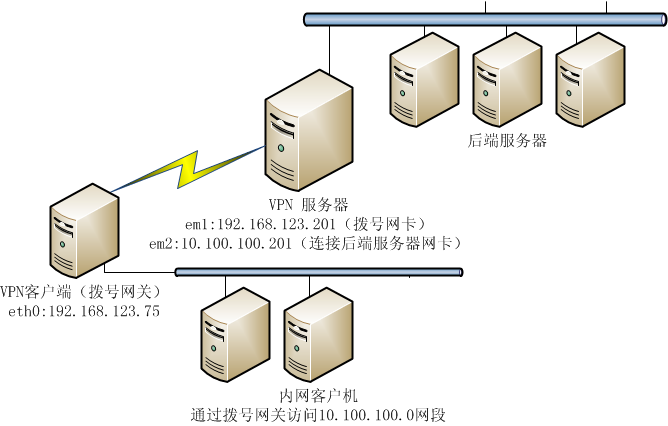 后端服务器
VPN 服务器
em1:192.168.123.201（拨号网卡）
em2:10.100.100.201（连接后端服务器网卡）
VPN客户端（拨号网关）
eth0:192.168.123.75
内网客户机
通过拨号网关访问10.100.100.0网段